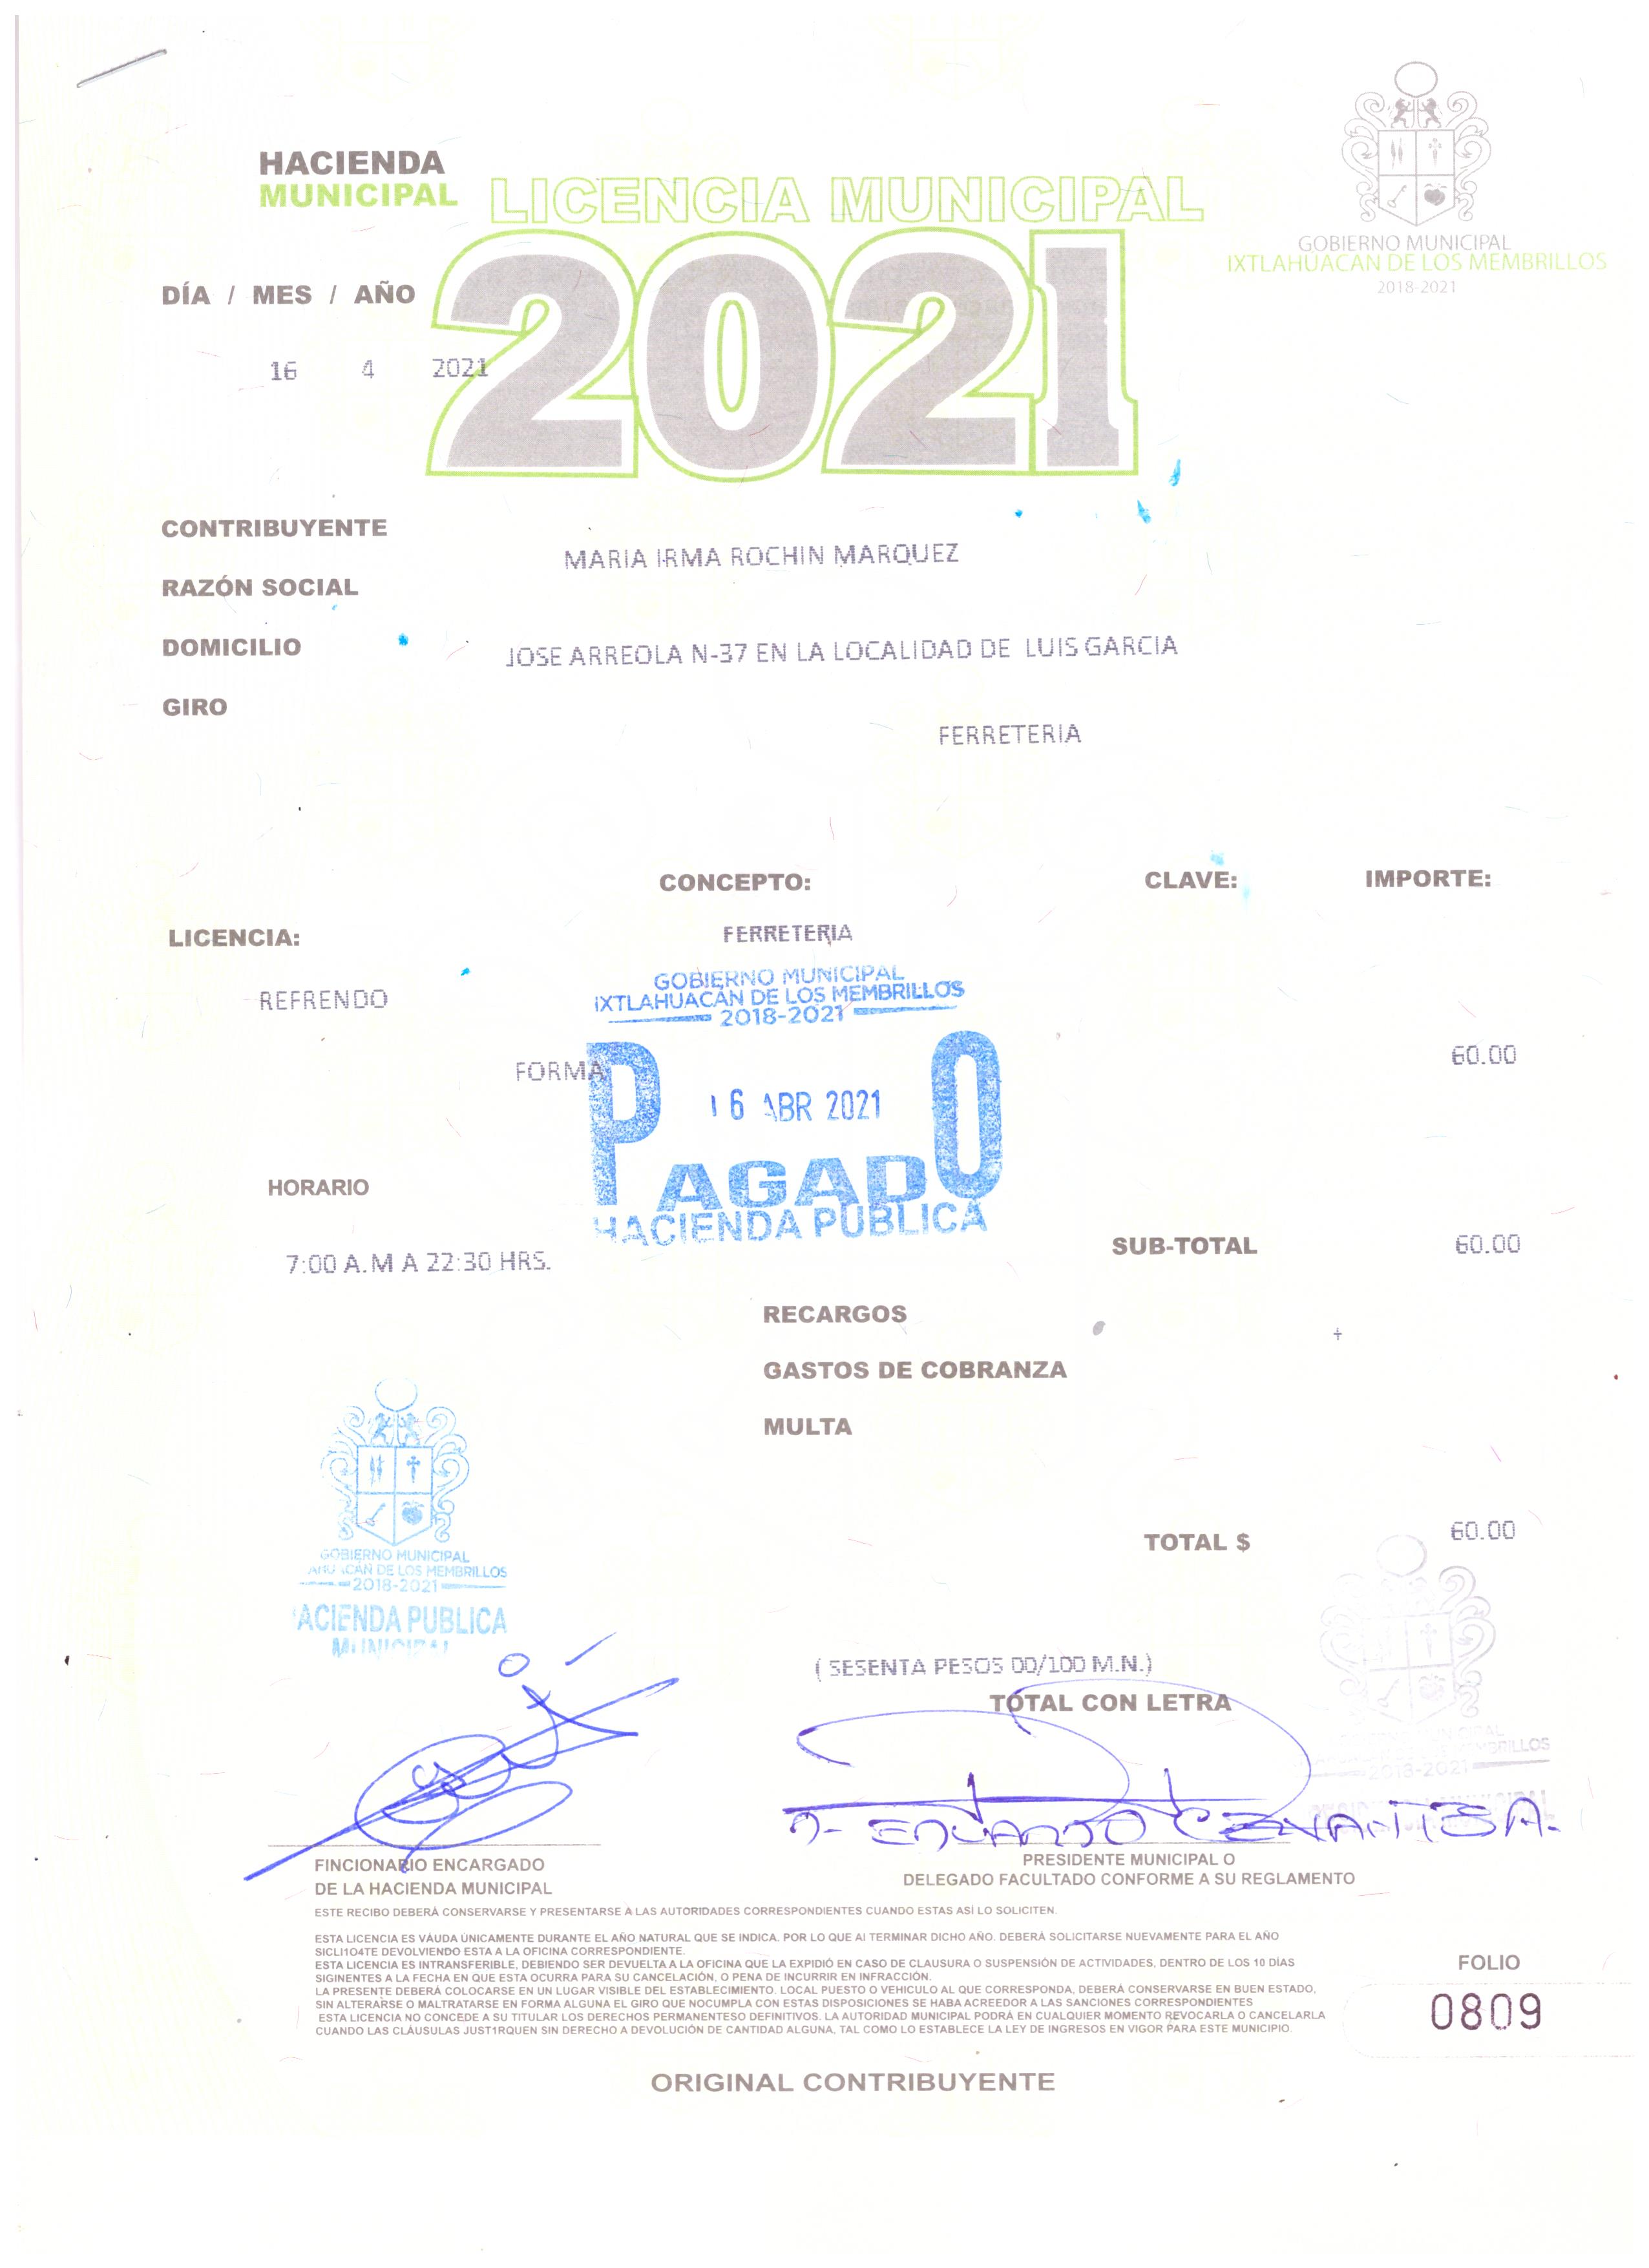 HACIENDA
MUNICIPAL
LICENCIA MUNICIPAL
2021
GOBIERNO MUNICIPAL
IXTLAHUACAN DE LOS MEMBRILLOS
2018-2021
DÍA / MES / AÑO
16 4 2021
CONTRIBUYENTE
MARIA IRMA ROCHIN MARQUEZ
RAZÓN SOCIAL
DOMICILIO
JOSE ARREOLA N-37 EN LA LOCALIDAD DE LUIS GARCIA
GIRO
FERRETERIA
CONCEPTO: CLAVE: IMPORTE:
LICENCIA: FERRETERIA
REFRENDO
GOBIERNO MUNICIPAL
IXTLAHUACÁN DE LOS MEMBRILLOS
2018-2021
FORMA 60.00
16 ABR 2021
PAGADO
HACIENDA PÚBLICA
HORARIO
SUB-TOTAL 60.00
7:00 A.M A 22:30 HRS.
RECARGOS
GASTOS DE COBRANZA
MULTA
TOTAL $ 60.00
GOBIERNO MUNICIPAL
CAN DE LOS MEMBRILLOS
2018-2021
ACIENDA PUBLICA
MUNICIPAL
( SESENTA PESOS 00/100 M.N.)
TOTAL CON LETRA
MEMBRILLOS
2018-2021
EDUARDO CERVANTES A.
FINCIONARIO ENCARGADO
DE LA HACIENDA MUNICIPAL
PRESIDENTE MUNICIPAL O
DELEGADO FACULTADO CONFORME A SU REGLAMENTO
ESTE RECIBO DEBERÁ CONSERVARSE Y PRESENTARSE A LAS AUTORIDADES CORRESPONDIENTES CUANDO ESTAS ASÍ LO SOLICITEN.
ESTA LICENCIA ES VÁUDA ÚNICAMENTE DURANTE EL AÑO NATURAL QUE SE INDICA. POR LO QUE AI TERMINAR DICHO AÑO. DEBERÁ SOLICITARSE NUEVAMENTE PARA EL AÑO
SICLI1O4TE DEVOLVIENDO ESTA A LA OFICINA CORRESPONDIENTE.
ESTA LICENCIA ES INTRANSFERIBLE, DEBIENDO SER DEVUELTA A LA OFICINA QUE LA EXPIDIÓ EN CASO DE CLAUSURA O SUSPENSIÓN DE ACTIVIDADES, DENTRO DE LOS 10 DÍAS
SIGINENTES A LA FECHA EN QUE ESTA OCURRA PARA SU CANCELACIÓN, O PENA DE INCURRIR EN INFRACCIÓN.
LA PRESENTE DEBERÁ COLOCARSE EN UN LUGAR VISIBLE DEL ESTABLECIMIENTO. LOCAL PUESTO O VEHICULO AL QUE CORRESPONDA, DEBERÁ CONSERVARSE EN BUEN ESTADO,
SIN ALTERARSE O MALTRATARSE EN FORMA ALGUNA EL GIRO QUE NOCUMPLA CON ESTAS DISPOSICIONES SE HABA ACREEDOR A LAS SANCIONES CORRESPONDIENTES
ESTA LICENCIA NO CONCEDE A SU TITULAR LOS DERECHOS PERMANENTESO DEFINITIVOS. LA AUTORIDAD MUNICIPAL PODRÁ EN CUALQUIER MOMENTO REVOCARLA O CANCELARLA
CUANDO LAS CLÁUSULAS JUST1RQUEN SIN DERECHO A DEVOLUCIÓN DE CANTIDAD ALGUNA, TAL COMO LO ESTABLECE LA LEY DE INGRESOS EN VIGOR PARA ESTE MUNICIPIO.
FOLIO
0809
ORIGINAL CONTRIBUYENTE